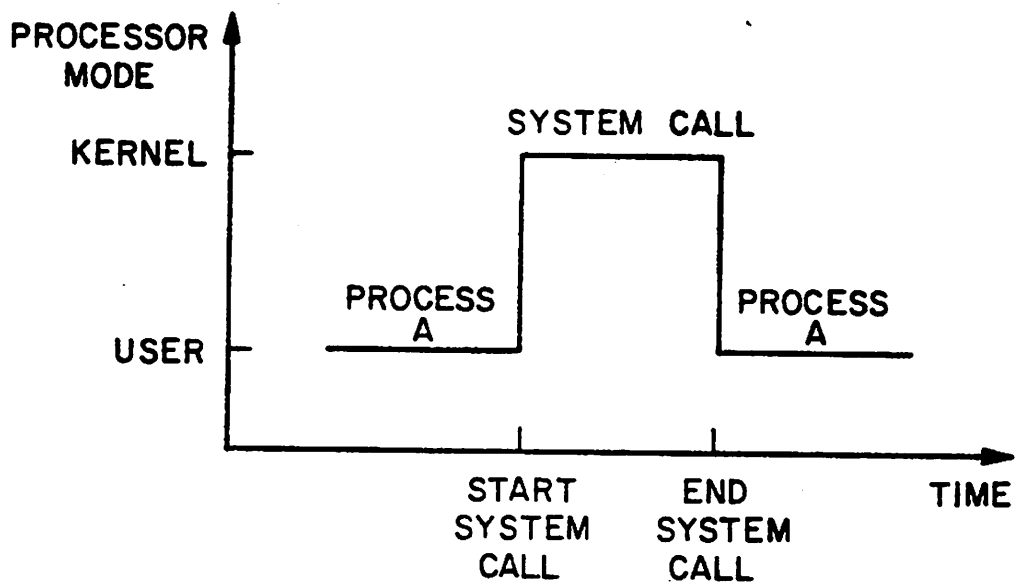 PROCESSOR
MODE
SYSTEM CALL
KERNEL
PROCESS
A
PROCESS
A
USER
START
SYSTEM
CALL
END
SYSTEM
CALL
TIME